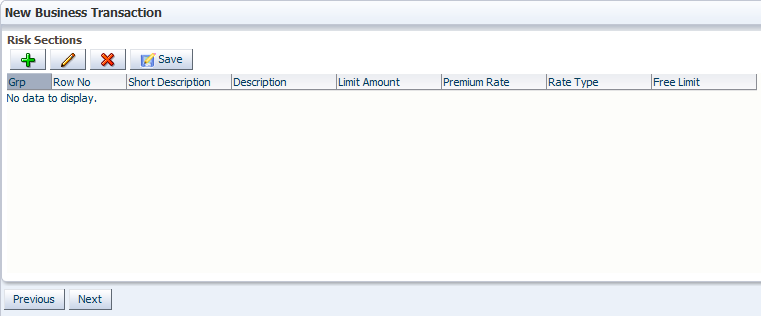 New Business Transaction
Risk Sections
Save
Grp Row No Short Description Description Limit Amount Premium Rate Rate Type Free Limit
No data to display.
Previous Next